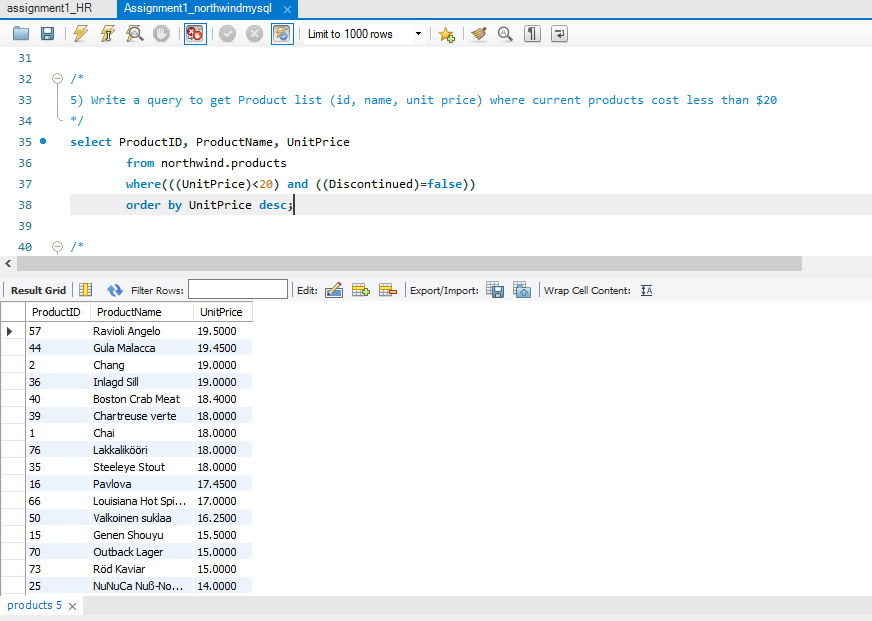 assignment1_HR Assignment1_northwindmysql ×
Limit to 1000 rows
31
32 /*
33 5) Write a query to get Product list (id, name, unit price) where current products cost less than $20
34 */
35 select ProductID, ProductName, UnitPrice
36 from northwind.products
37 where(((UnitPrice)<20) and ((Discontinued)=false))
38 order by UnitPrice desc;
39
40 /*
Result Grid Filter Rows: Edit: Export/Import: Wrap Cell Content:
ProductID ProductName UnitPrice
57 Ravioli Angelo 19.5000
44 Gula Malacca 19.4500
2 Chang 19.0000
36 Inlagd Sill 19.0000
40 Boston Crab Meat 18.4000
39 Chartreuse verte 18.0000
1 Chai 18.0000
76 Lakkalikööri 18.0000
35 Steeleye Stout 18.0000
16 Pavlova 17.4500
66 Louisiana Hot Spi... 17.0000
50 Valkoinen suklaa 16.2500
15 Genen Shouyu 15.5000
70 Outback Lager 15.0000
73 Röd Kaviar 15.0000
25 NuNuCa Nuß-No... 14.0000
products 5 ×